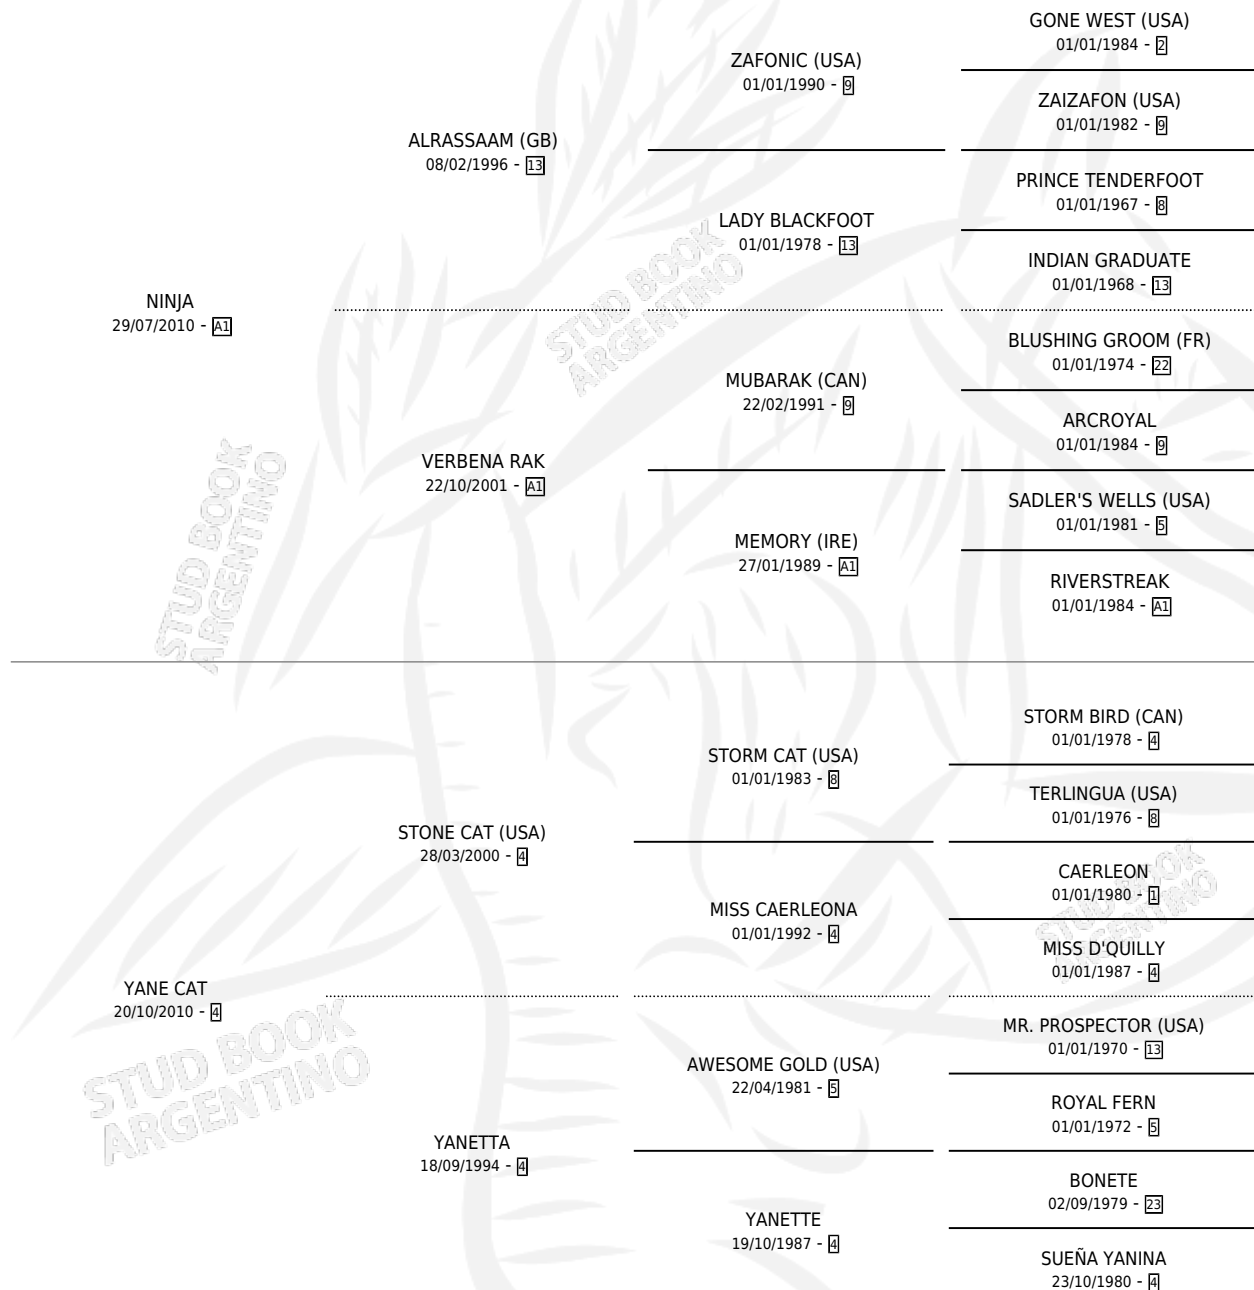 GONE WEST (USA)
01/01/1984 - 2
ZAFONIC (USA)
01/01/1990 - 9
ZAIZAFON (USA)
01/01/1982 - 9
ALRASSAAM (GB)
08/02/1996 - 13
PRINCE TENDERFOOT
01/01/1967 - 8
LADY BLACKFOOT
01/01/1978 - 13
INDIAN GRADUATE
01/01/1968 - 13
NINJA
29/07/2010 - A1
STUD BOOK
ARGENTINO
BLUSHING GROOM (FR)
01/01/1974 - 22
MUBARAK (CAN)
22/02/1991 - 9
ARCROYAL
01/01/1984 - 9
VERBENA RAK
22/10/2001 - A1
SADLER'S WELLS (USA)
01/01/1981 - 5
MEMORY (IRE)
27/01/1989 - A1
RIVERSTREAK
01/01/1984 - A1
STUD BOOK
ARGENTINO
STORM BIRD (CAN)
01/01/1978 - 4
STORM CAT (USA)
01/01/1983 - 8
TERLINGUA (USA)
01/01/1976 - 8
STONE CAT (USA)
28/03/2000 - 4
CAERLEON
01/01/1980 - 1
MISS CAERLEONA
01/01/1992 - 4
STUD BOOK
ARGENTINO
MISS D'QUILLY
01/01/1987 - 4
YANE CAT
20/10/2010 - 4
STUD BOOK
ARGENTINO
MR. PROSPECTOR (USA)
01/01/1970 - 13
AWESOME GOLD (USA)
22/04/1981 - 5
ROYAL FERN
01/01/1972 - 5
YANETTA
18/09/1994 - 4
BONETE
02/09/1979 - 23
YANETTE
19/10/1987 - 4
SUEÑA YANINA
23/10/1980 - 4